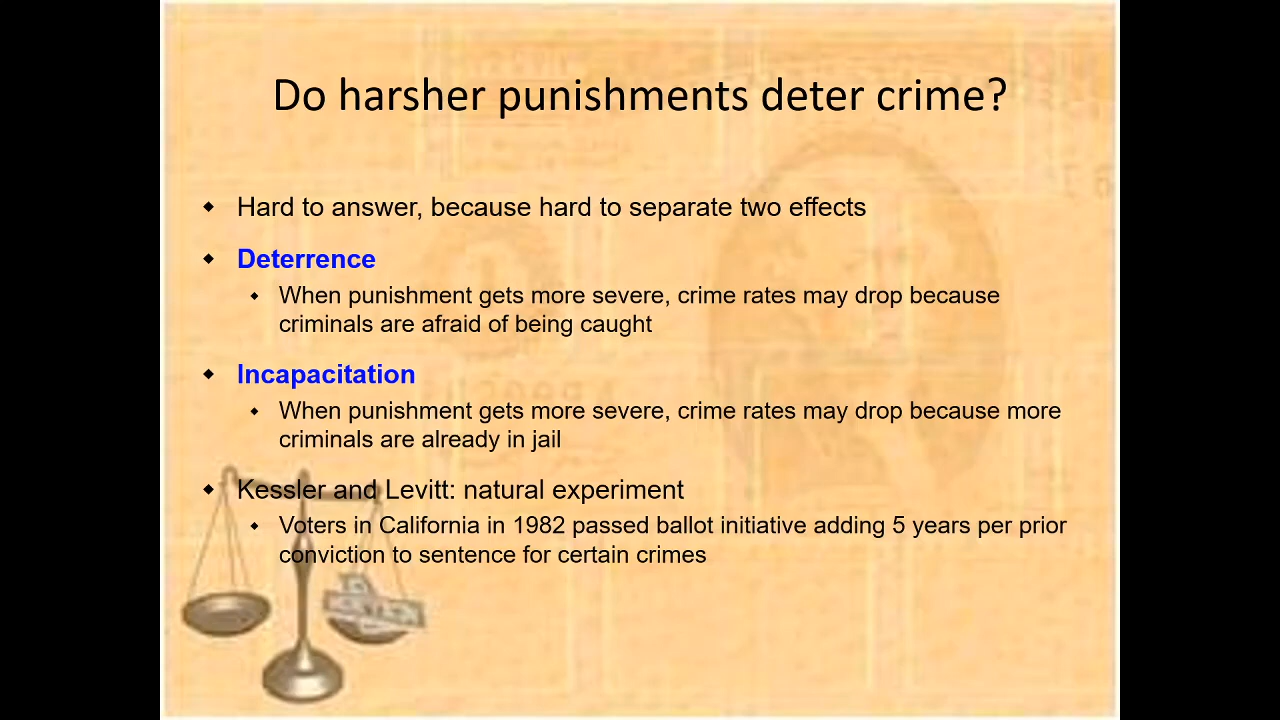 Do harsher punishments deter crime?
Hard to answer, because hard to separate two effects
Deterrence
When punishment gets more severe, crime rates may drop because
criminals are afraid of being caught
Incapacitation
When punishment gets more severe, crime rates may drop because more
criminals are already in jail
Kessler and Levitt: natural experiment
Voters in California in 1982 passed ballot initiative adding 5 years per prior
conviction to sentence for certain crimes